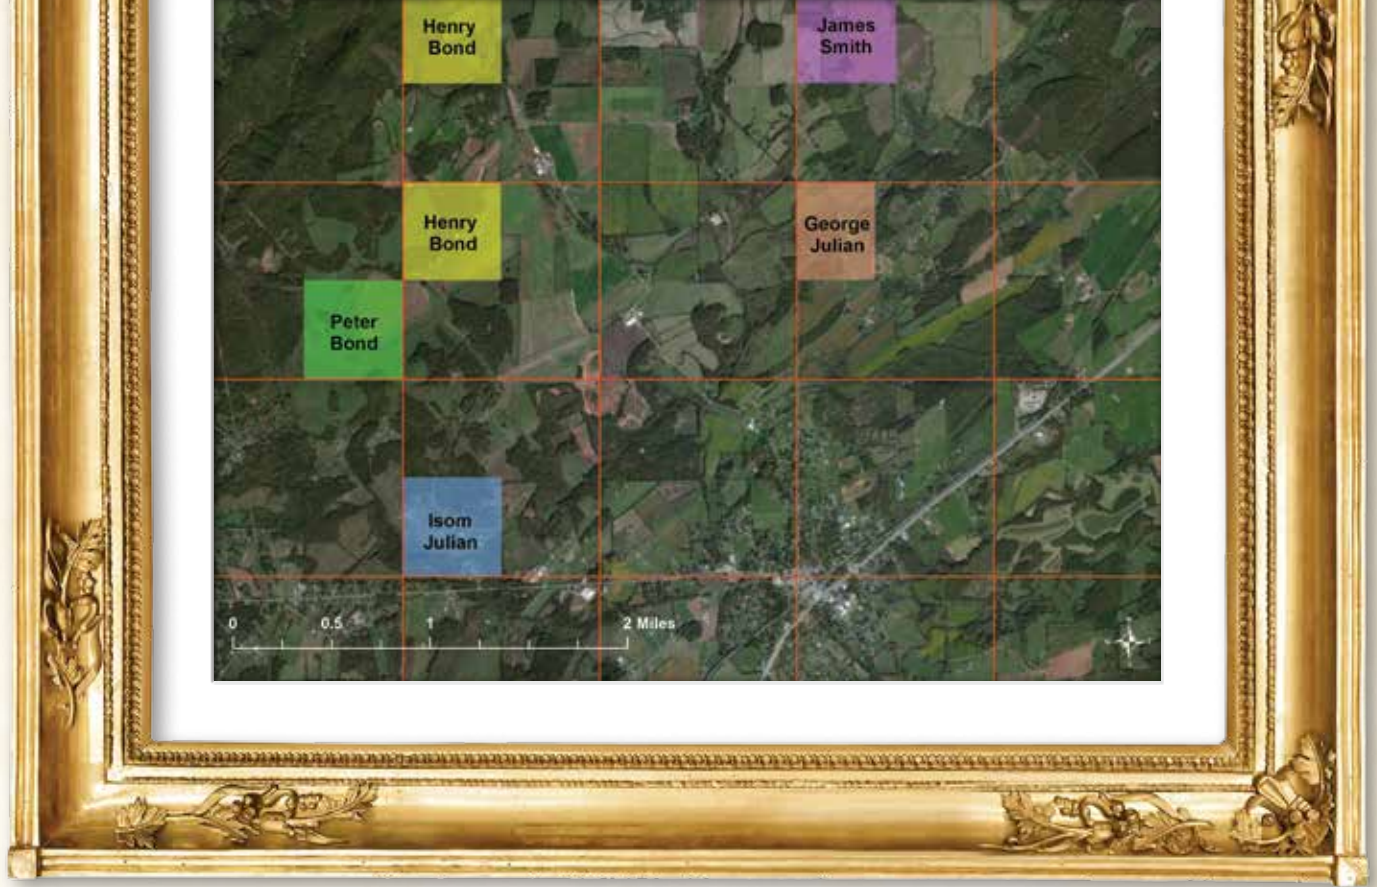 Henry
Bond
James
Smith
Henry
Bond
George
Julian
Peter
Bond
Isom
Julian
0 0.5 1 2 Miles